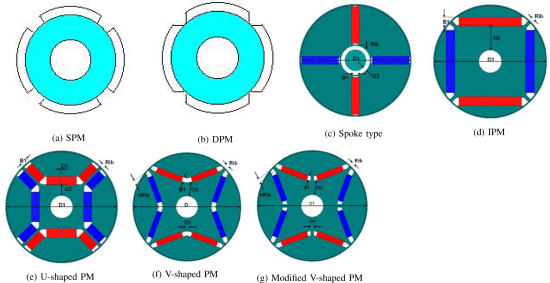 B1
Rib
Rib
O2
D1
B1
O2
D1
(a) SPM
(b) DPM
(c) Spoke type
(d) IPM
B1
D1
Rib
O2
D1
Rib
HRib
B1
O2
D
O1
Rib
HRib
B1
O2
D1
O1
(e) U-shaped PM
(f) V-shaped PM
(g) Modified V-shaped PM